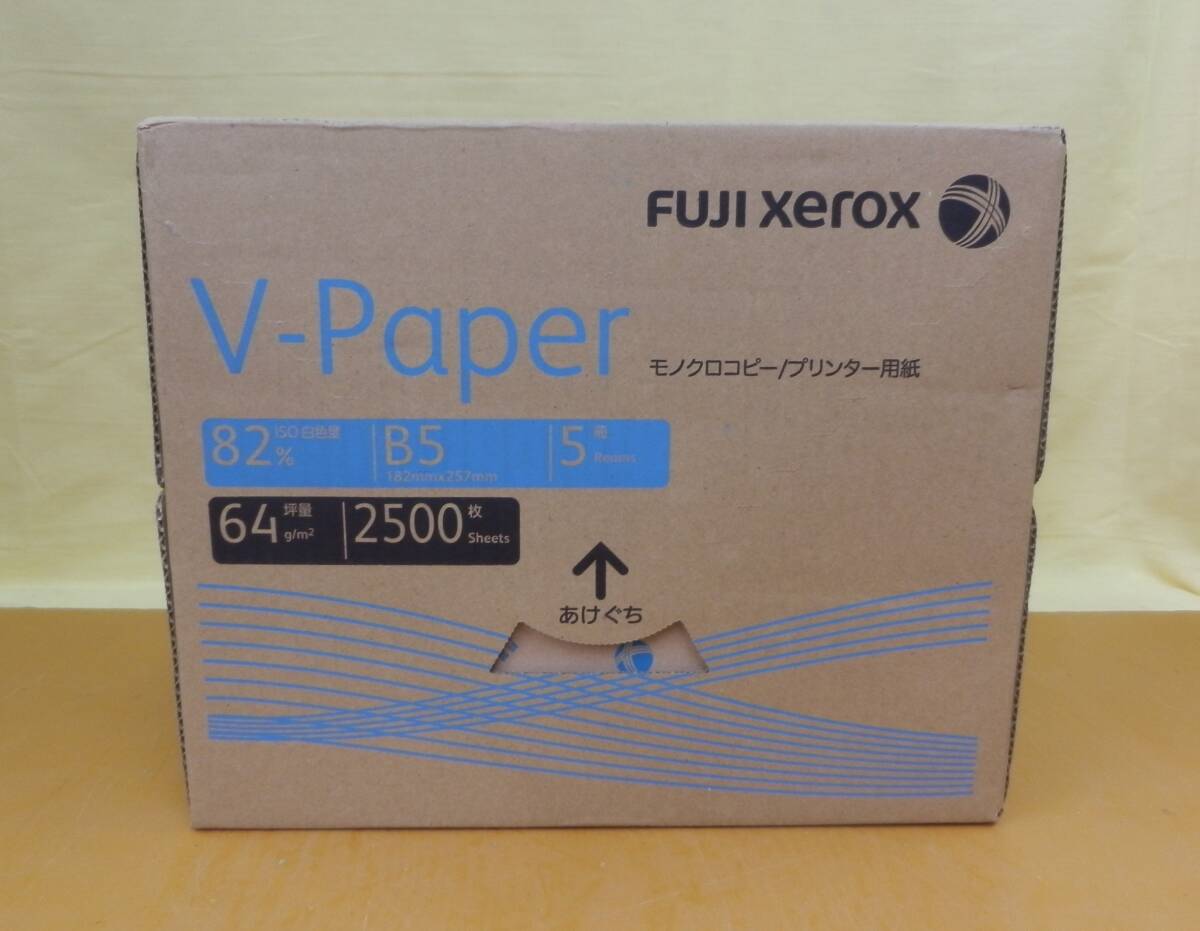 FUJI xerox
V-Paper
モノクロコピー/プリンター用紙
82 ISO 白色度 %
B5 182mmx257mm
5 冊 Reams
64 坪量 g/m²
2500 枚 Sheets
あけぐち